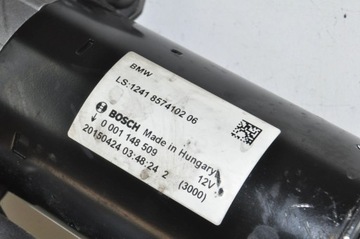 BMW
LS:1241 8574102 06
BOSCH Made in Hungary
0 001 148 509 12V
20150424 03:48:24 2 (3000)